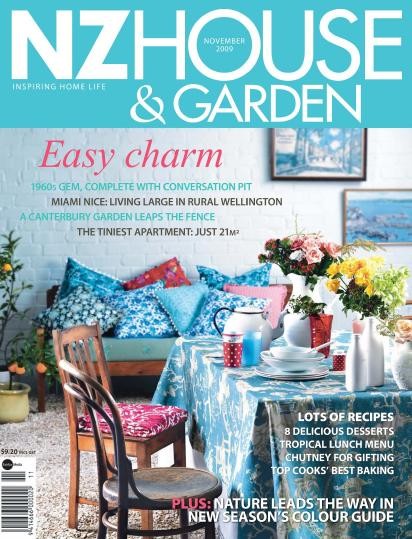 NZHOUSE
NOVEMBER
2009
INSPIRING HOME LIFE
& GARDEN
Easy charm
1960s GEM, COMPLETE WITH CONVERSATION PIT
MIAMI NICE: LIVING LARGE IN RURAL WELLINGTON
A CANTERBURY GARDEN LEAPS THE FENCE
THE TINIEST APARTMENT: JUST 21M²
LOTS OF RECIPES
8 DELICIOUS DESSERTS
TROPICAL LUNCH MENU
CHUTNEY FOR GIFTING
TOP COOKS' BEST BAKING
$9.20 INCL GST
PLUS: NATURE LEADS THE WAY IN
NEW SEASON'S COLOUR GUIDE
11